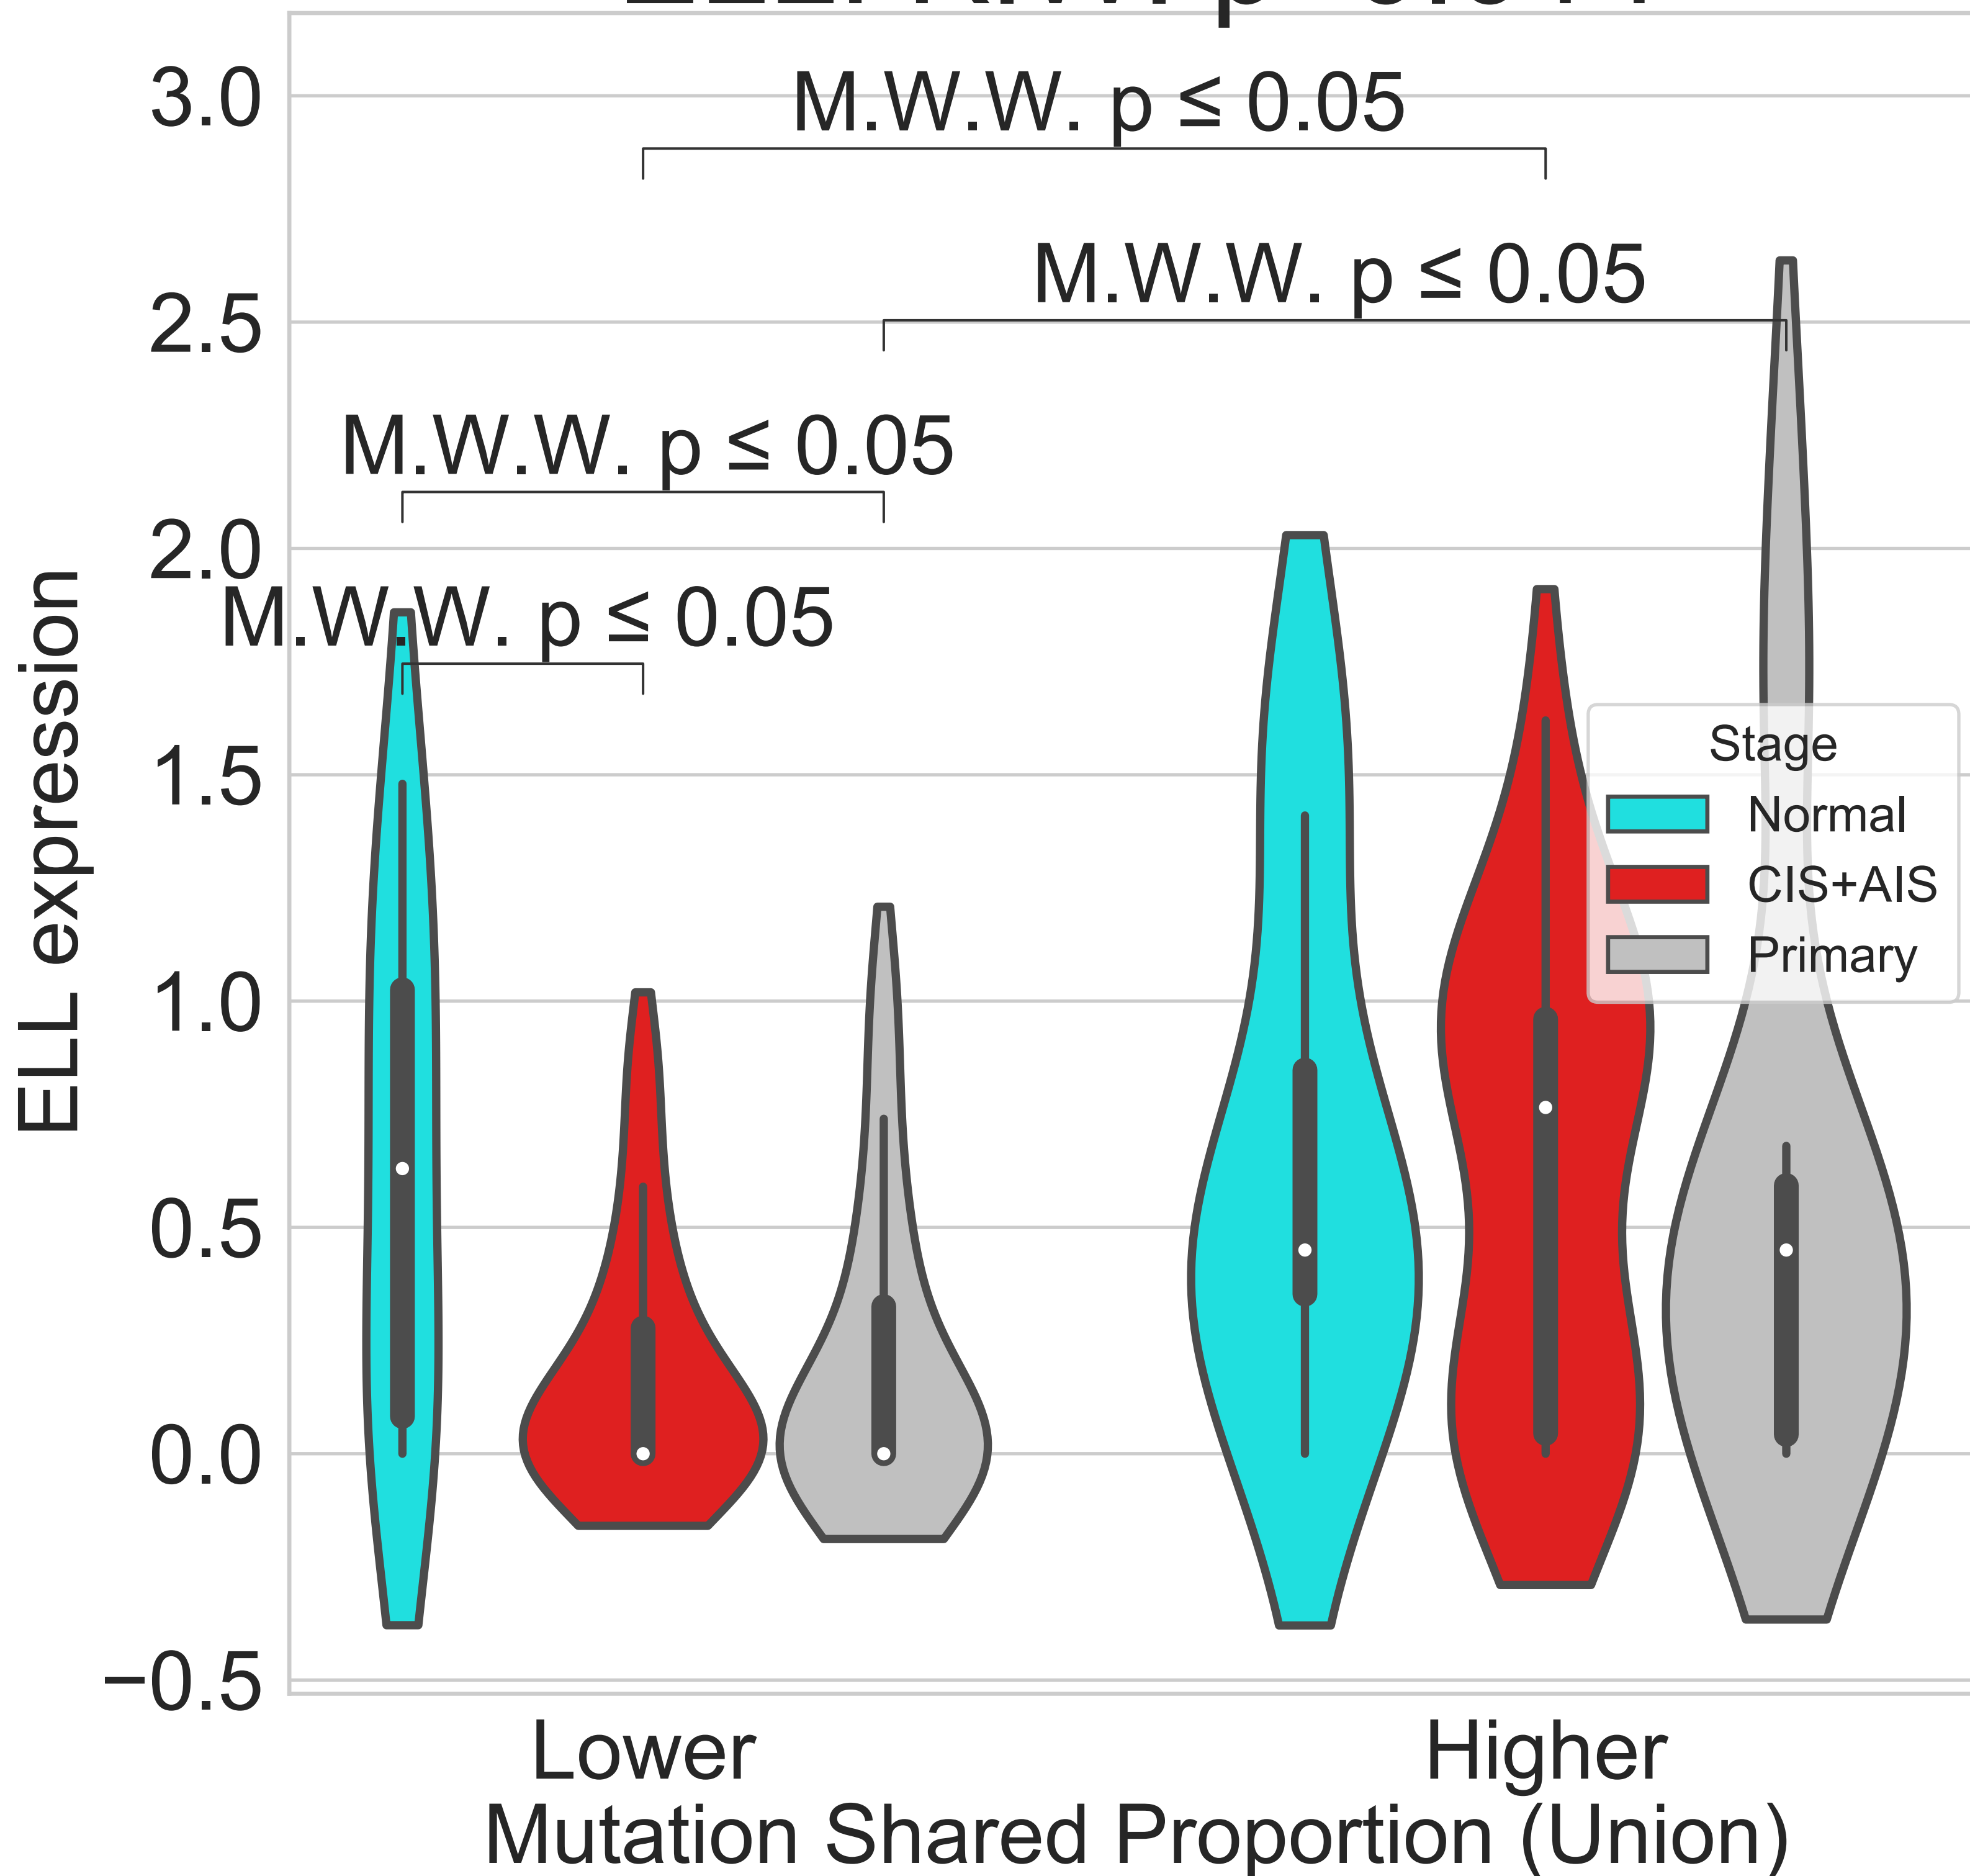 M.W.W. p ≤ 0.05
M.W.W. p ≤ 0.05
M.W.W. p ≤ 0.05
M.W.W. p ≤ 0.05
3.0
2.5
2.0
1.5
1.0
0.5
0.0
−0.5
ELL expression
Stage
Normal
CIS+AIS
Primary
Lower
Higher
Mutation Shared Proportion (Union)